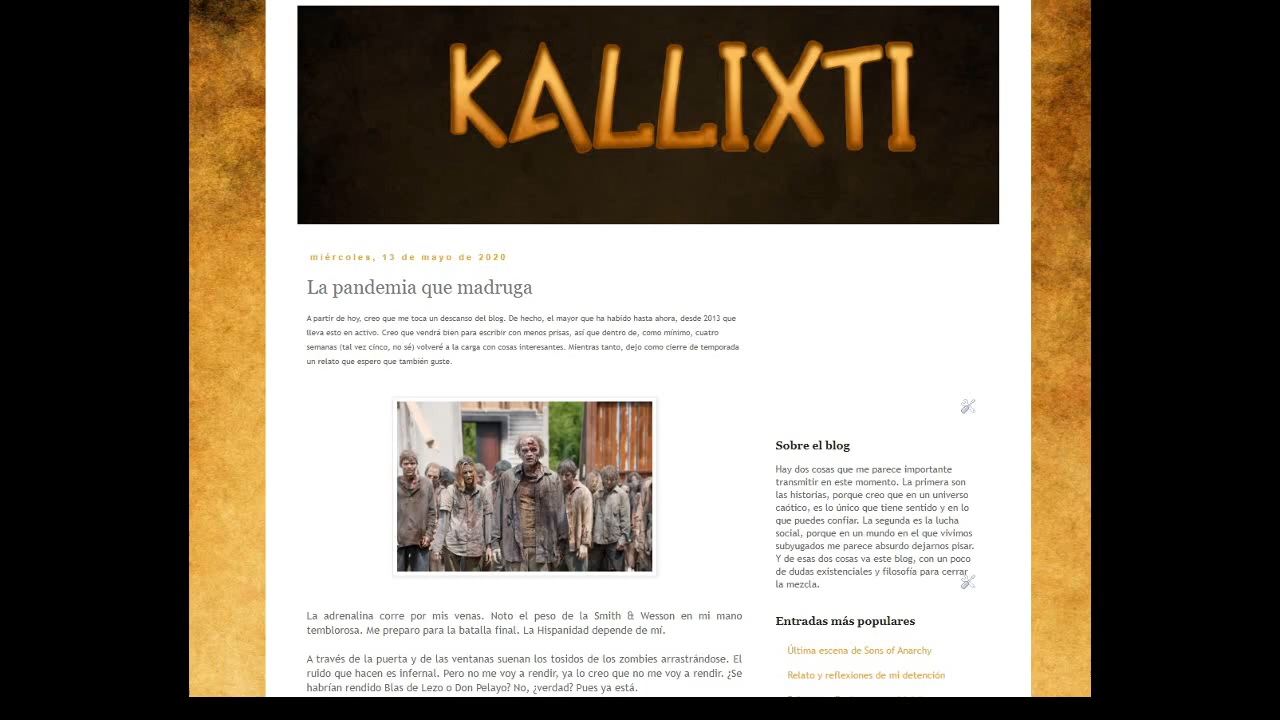 KALLIXTI
miércoles, 13 de mayo de 2020
La pandemia que madruga
A partir de hoy, creo que me toca un descanso del blog. De hecho, el mayor que ha habido hasta ahora, desde 2013 que
lleva esto en activo. Creo que vendrá bien para escribir con menos prisas, así que dentro de, como mínimo, cuatro
semanas (tal vez cinco, no sé) volveré a la carga con cosas interesantes. Mientras tanto, dejo como cierre de temporada
un relato que espero que también guste.
La adrenalina corre por mis venas. Noto el peso de la Smith & Wesson en mi mano
temblorosa. Me preparo para la batalla final. La Hispanidad depende de mí.
A través de la puerta y de las ventanas suenan los tosidos de los zombies arrastrándose. El
ruido que hacen es infernal. Pero no me voy a rendir, ya lo creo que no me voy a rendir. ¿Se
habrían rendido Blas de Lezo o Don Pelayo? No, ¿verdad? Pues ya está.
Sobre el blog
Hay dos cosas que me parece importante
transmitir en este momento. La primera son
las historias, porque creo que en un universo
caótico, es lo único que tiene sentido y en lo
que puedes confiar. La segunda es la lucha
social, porque en un mundo en el que vivimos
subyugados me parece absurdo dejarnos pisar.
Y de esas dos cosas va este blog, con un poco
de dudas existenciales y filosofía para cerrar
la mezcla.
Entradas más populares
Última escena de Sons of Anarchy
Relato y reflexiones de mi detención